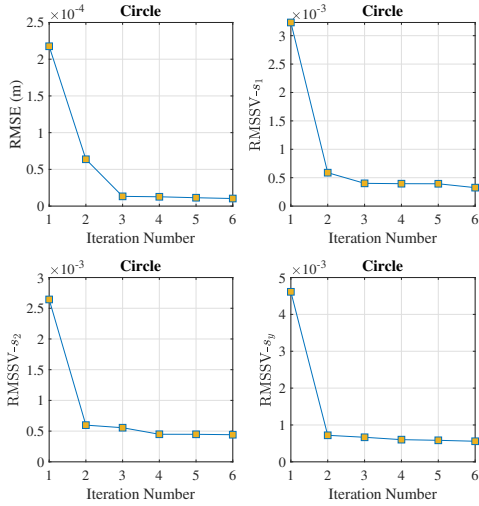 Circle
×10⁻⁴
2.5
2
1.5
1
0.5
0
RMSE (m)
1 2 3 4 5 6
Iteration Number
Circle
×10⁻³
3
2.5
2
1.5
1
0.5
0
RMSSV-s₁
1 2 3 4 5 6
Iteration Number
Circle
×10⁻³
3
2.5
2
1.5
1
0.5
0
RMSSV-s₂
1 2 3 4 5 6
Iteration Number
Circle
×10⁻³
5
4
3
2
1
0
RMSSV-sᵧ
1 2 3 4 5 6
Iteration Number